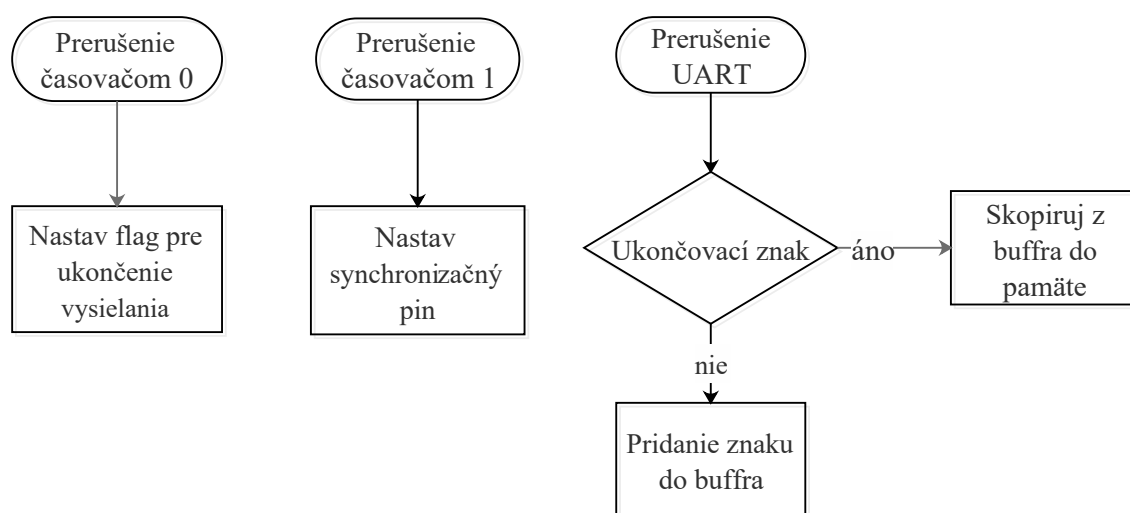 Prerušenie
časovačom 0
Nastav flag pre
ukončenie
vysielania
Prerušenie
časovačom 1
Nastav
synchronizačný
pin
Prerušenie
UART
Ukončovací znak
áno
Skopiruj z
buffra do
pamäte
nie
Pridanie znaku
do buffra